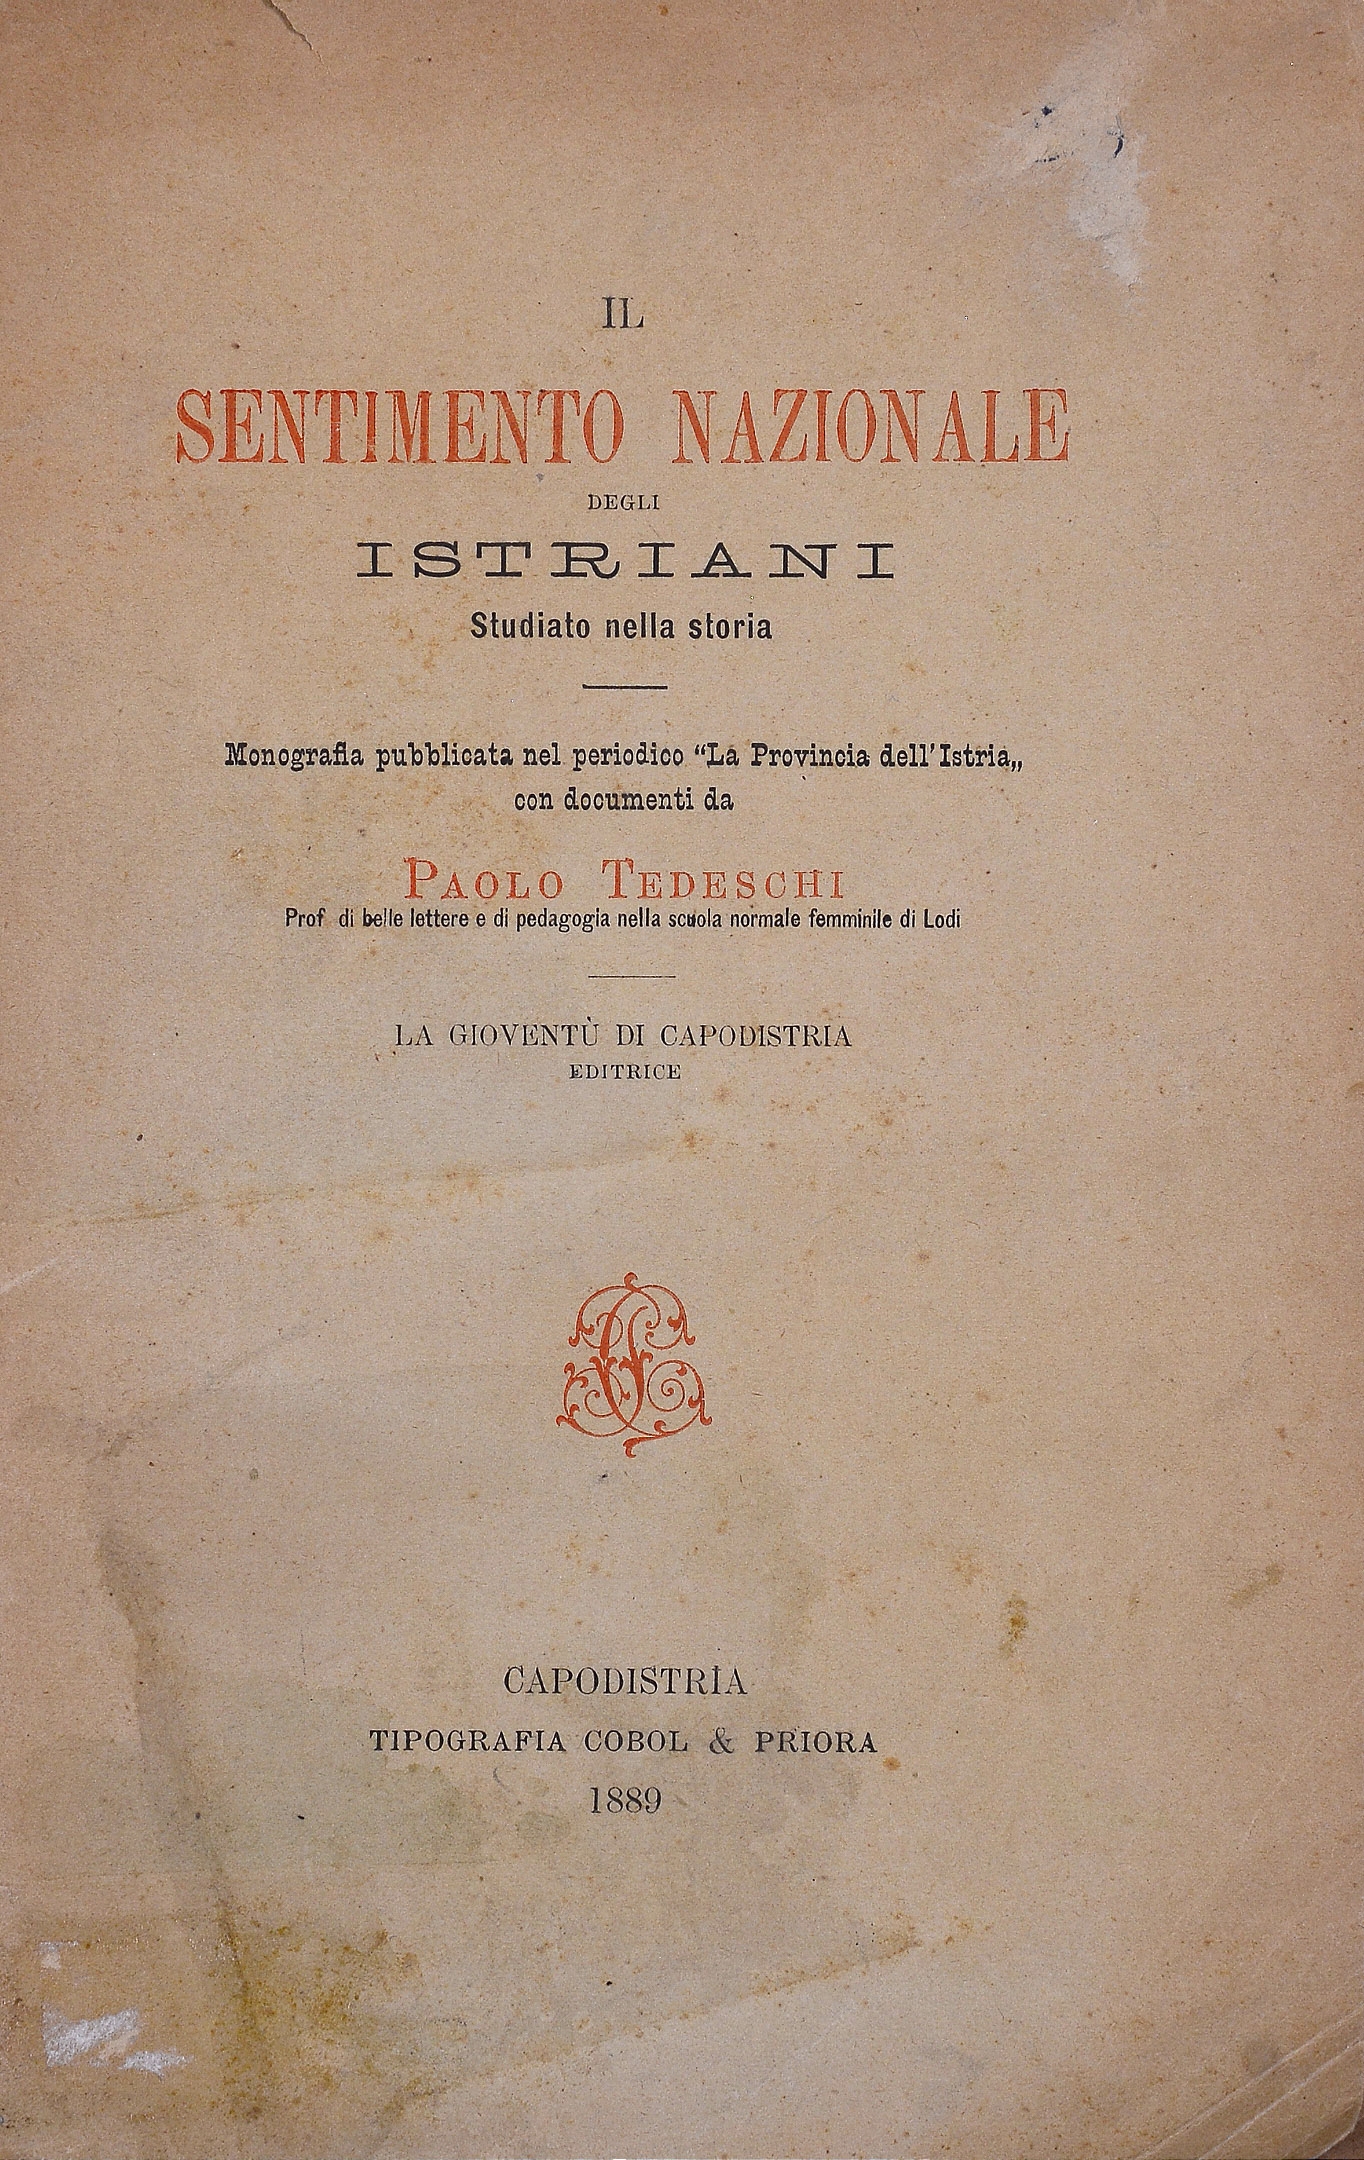 IL
SENTIMENTO NAZIONALE
DEGLI
ISTRIANI
Studiato nella storia
Monografia pubblicata nel periodico “La Provincia dell’Istria„
con documenti da
PAOLO TEDESCHI
Prof di belle lettere e di pedagogia nella scuola normale femminile di Lodi
LA GIOVENTÙ DI CAPODISTRIA
EDITRICE
CAPODISTRIA
TIPOGRAFIA COBOL & PRIORA
1889